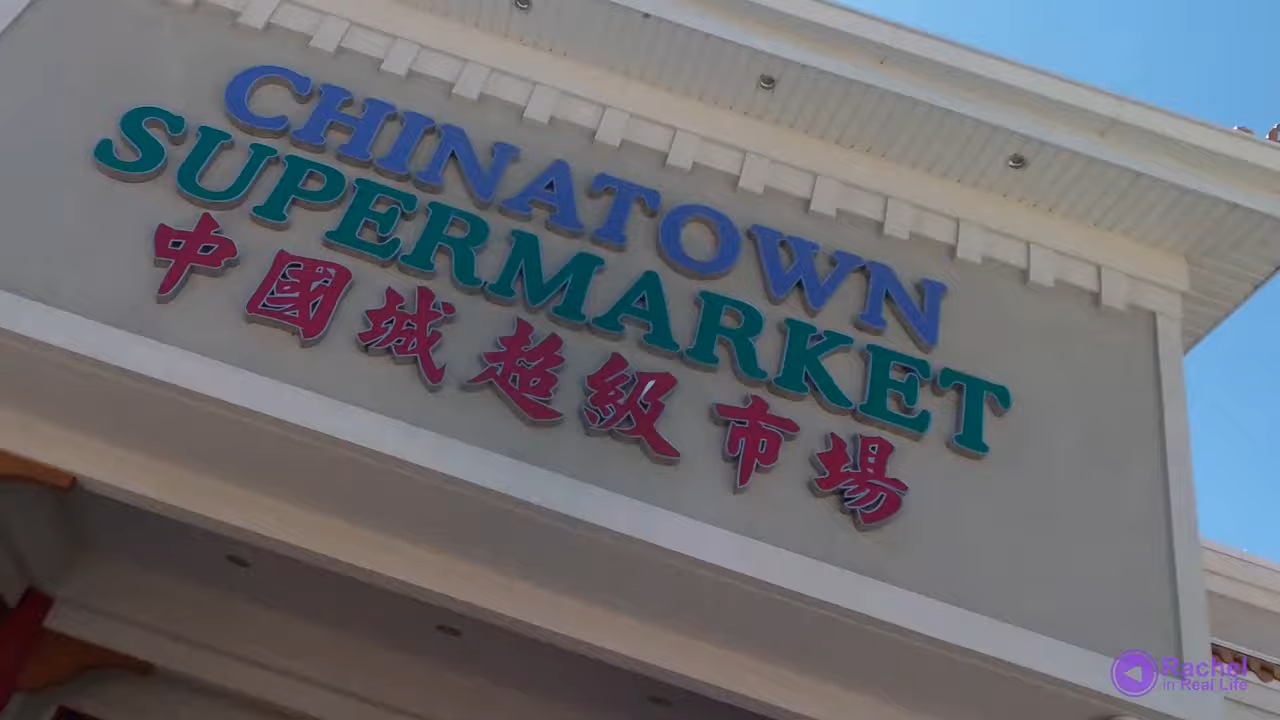 CHINATOWN
SUPERMARKET
中國城超級市場
Rachel
in Real Life